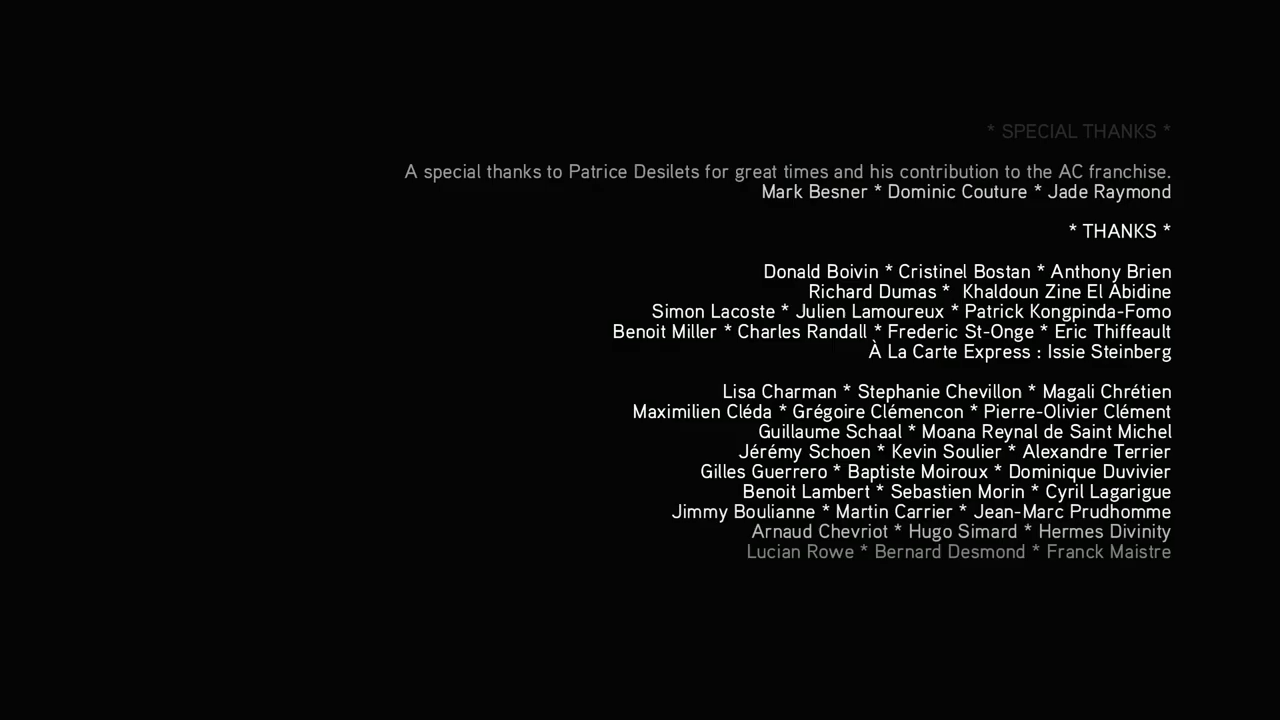 * SPECIAL THANKS *
A special thanks to Patrice Desilets for great times and his contribution to the AC franchise.
Mark Besner * Dominic Couture * Jade Raymond
* THANKS *
Donald Boivin * Cristinel Bostan * Anthony Brien
Richard Dumas * Khaldoun Zine El Abidine
Simon Lacoste * Julien Lamoureux * Patrick Kongpinda-Fomo
Benoit Miller * Charles Randall * Frederic St-Onge * Eric Thiffeault
À La Carte Express : Issie Steinberg
Lisa Charman * Stephanie Chevillon * Magali Chrétien
Maximilien Cléda * Grégoire Clémencon * Pierre-Olivier Clément
Guillaume Schaal * Moana Reynal de Saint Michel
Jérémy Schoen * Kevin Soulier * Alexandre Terrier
Gilles Guerrero * Baptiste Moiroux * Dominique Duvivier
Benoit Lambert * Sebastien Morin * Cyril Lagarigue
Jimmy Boulianne * Martin Carrier * Jean-Marc Prudhomme
Arnaud Chevriot * Hugo Simard * Hermes Divinity
Lucian Rowe * Bernard Desmond * Franck Maistre